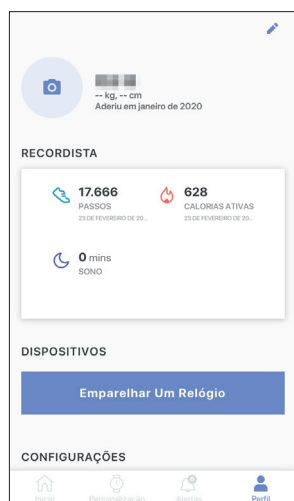 -- kg, -- cm
Aderiu em janeiro de 2020
RECORDISTA
17.666
PASSOS
23 DE FEVEREIRO DE 20..
628
CALORIAS ATIVAS
23 DE FEVEREIRO DE 20..
0 mins
SONO
DISPOSITIVOS
Emparelhar Um Relógio
CONFIGURAÇÕES
Início
Personalização
Alertas
Perfil